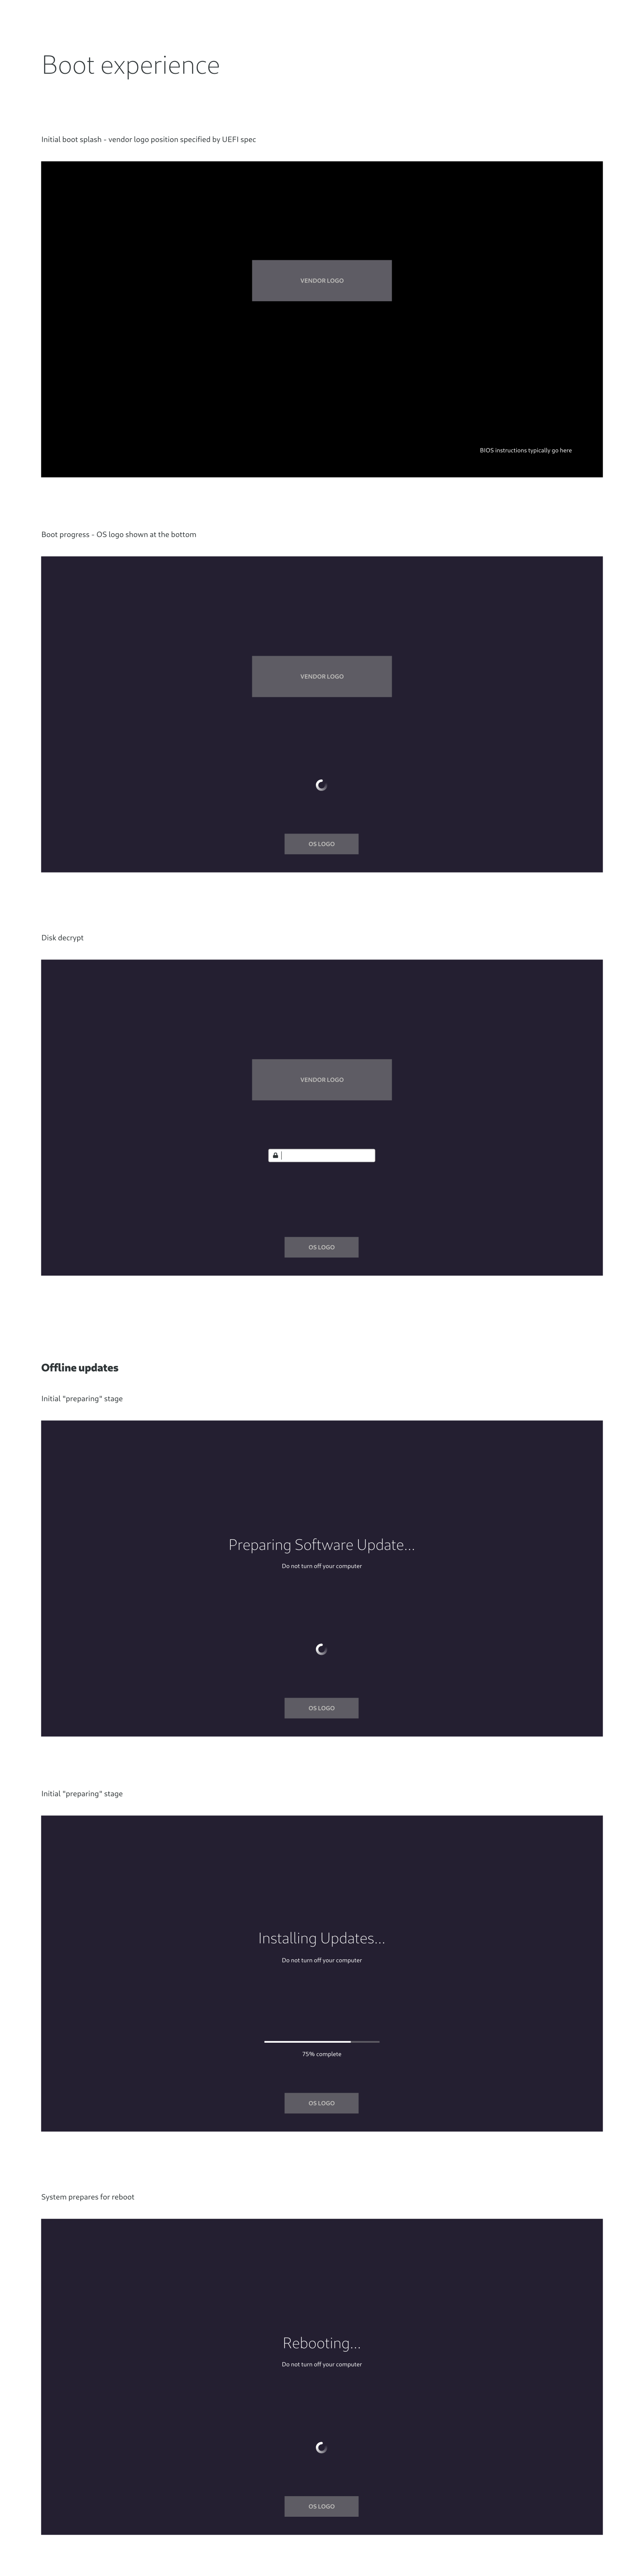 Boot experience
Initial boot splash - vendor logo position specified by UEFI spec
VENDOR LOGO
BIOS instructions typically go here
Boot progress - OS logo shown at the bottom
VENDOR LOGO
OS LOGO
Disk decrypt
VENDOR LOGO
OS LOGO
Offline updates
Initial "preparing" stage
Preparing Software Update...
Do not turn off your computer
OS LOGO
Initial "preparing" stage
Installing Updates...
Do not turn off your computer
75% complete
OS LOGO
System prepares for reboot
Rebooting...
Do not turn off your computer
OS LOGO